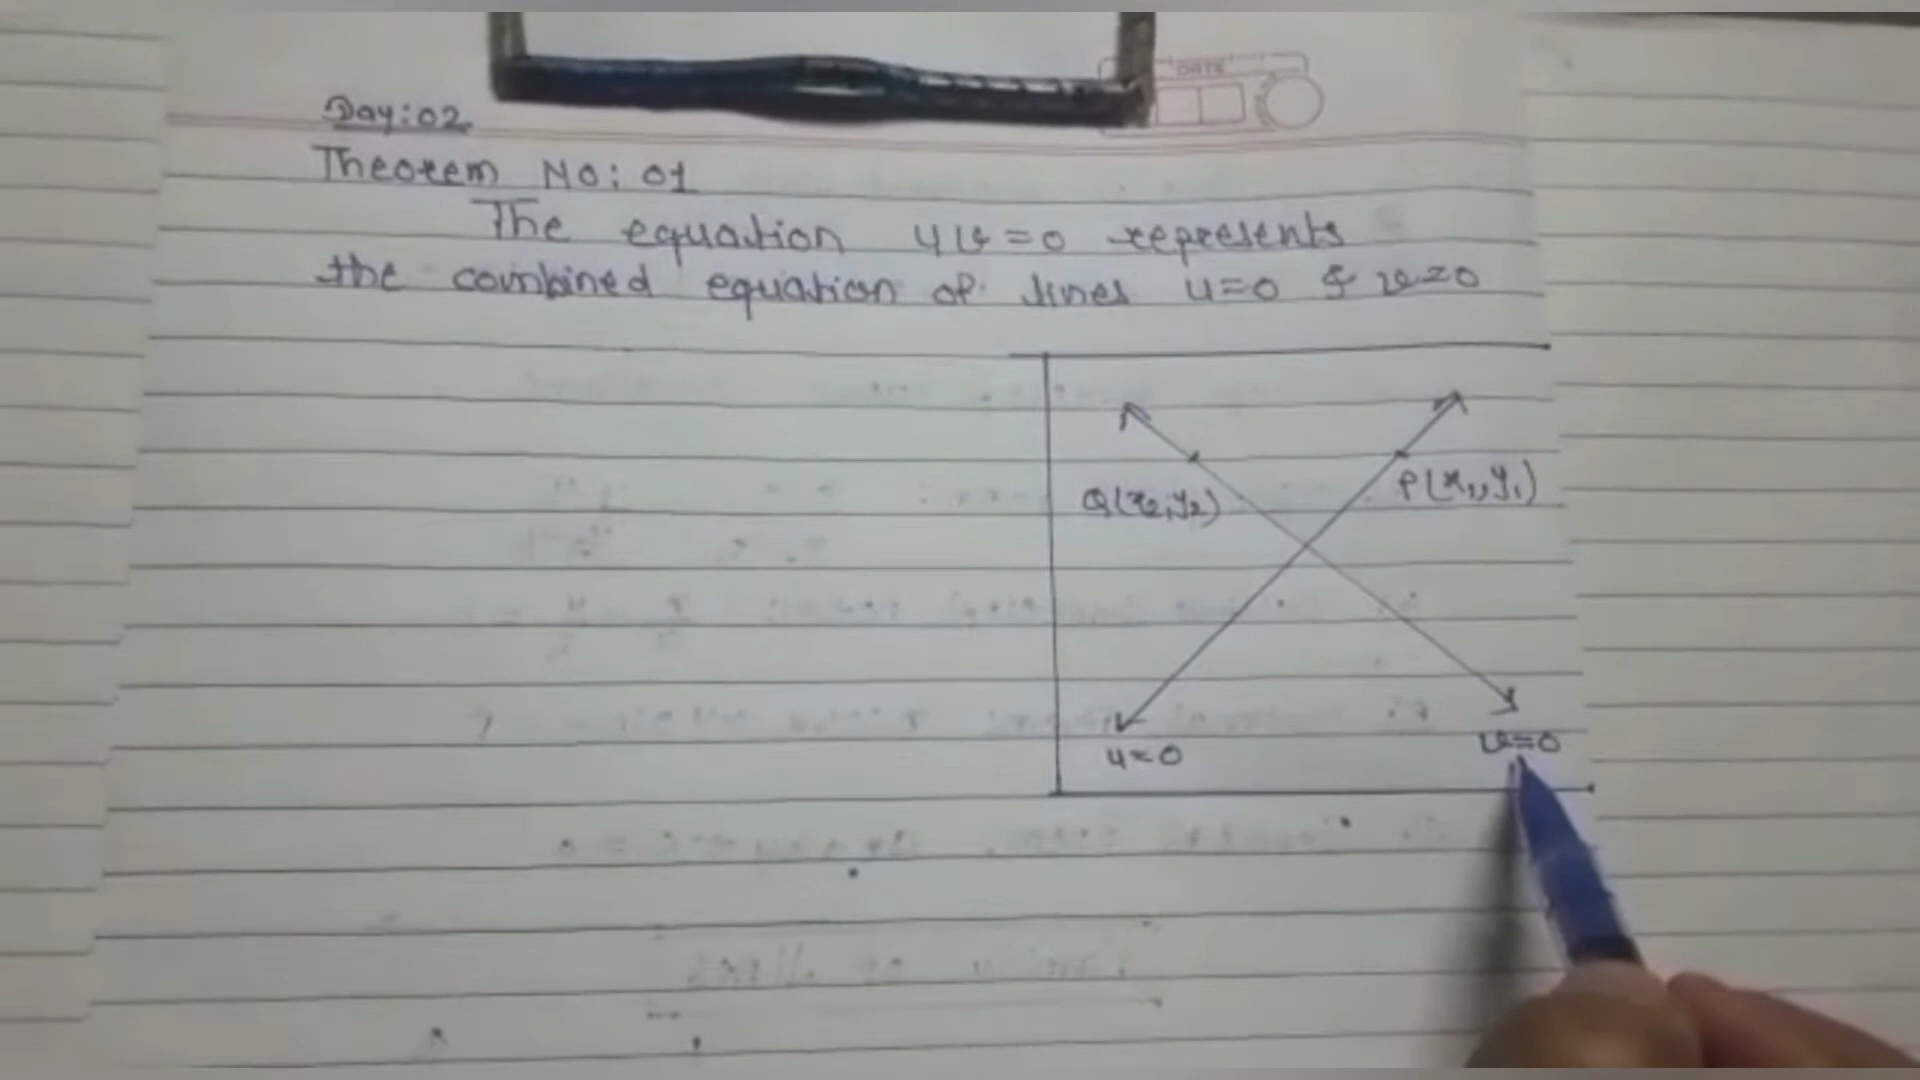 DATE
Day:02
Theorem No: 01
The equation uv=0 represents
the combined equation of lines u=0 & v=0
Q(x₂,y₂)
P(x₁,y₁)
u=0
v=0